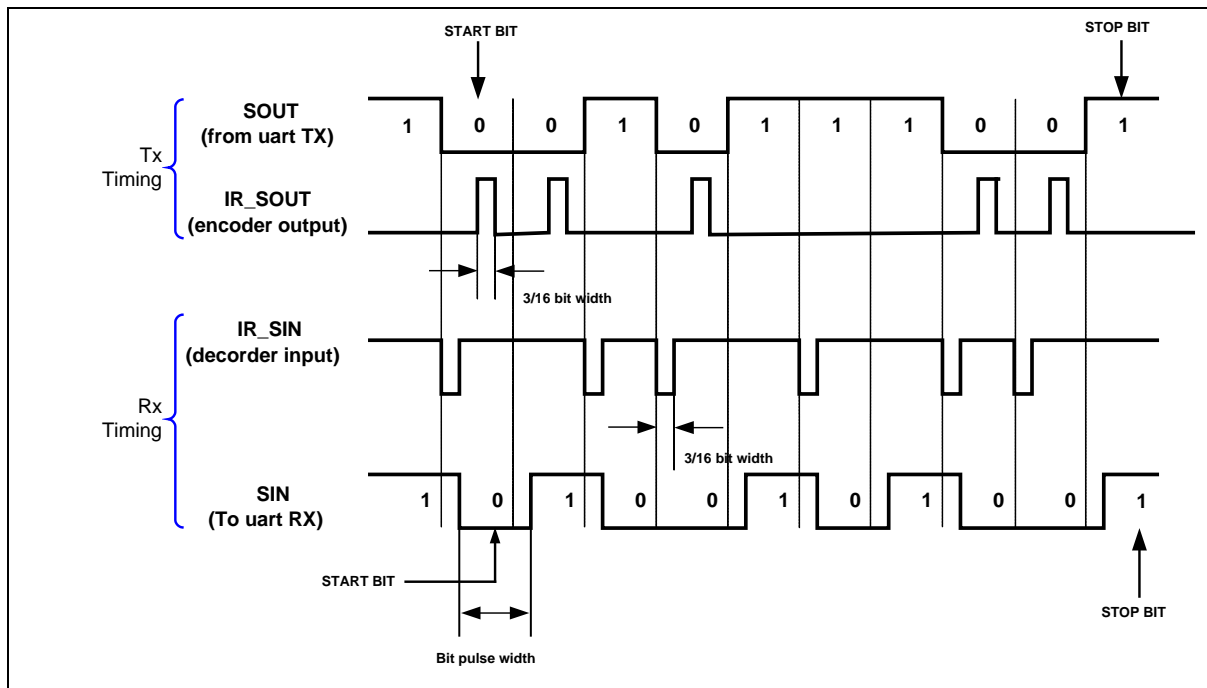 START BIT
STOP BIT
SOUT
(from uart TX)
1 0 0 1 0 1 1 1 0 0 1
Tx
Timing
IR_SOUT
(encoder output)
3/16 bit width
IR_SIN
(decorder input)
Rx
Timing
3/16 bit width
SIN
(To uart RX)
1 0 1 0 0 1 0 1 0 0 1
START BIT
STOP BIT
Bit pulse width